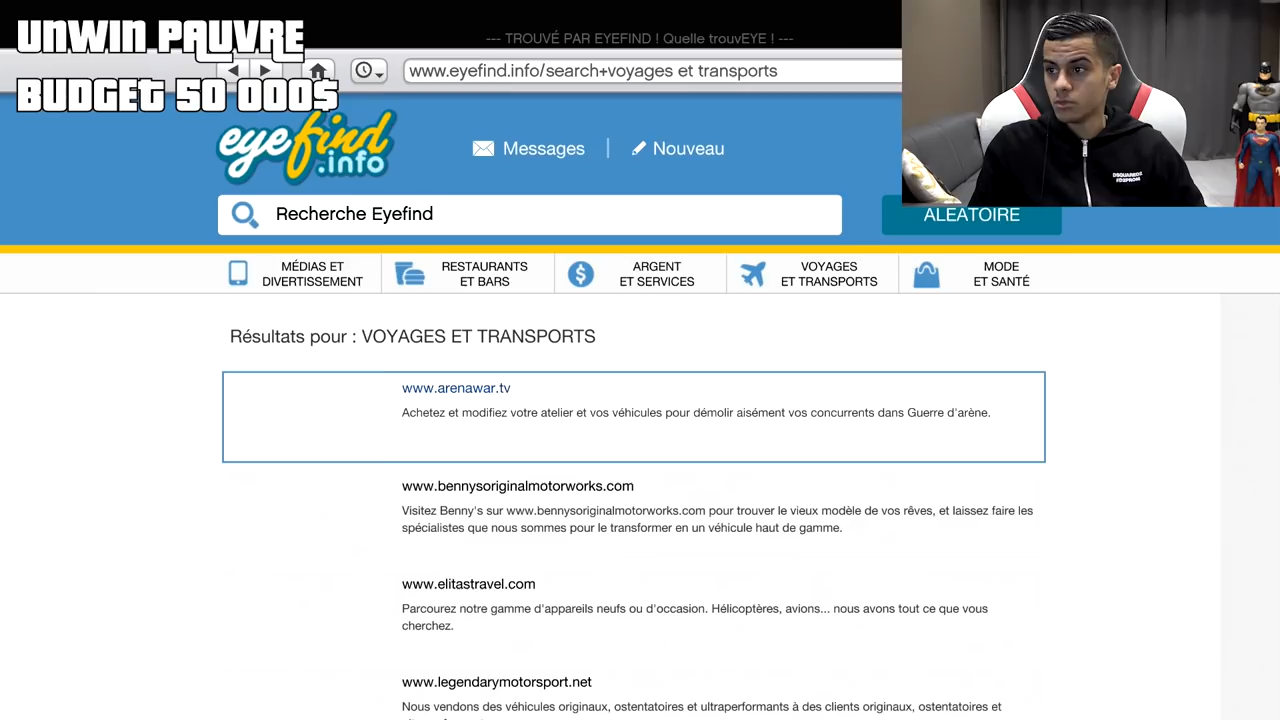 UNWIN PAUVRE
BUDGET 50 000$
--- TROUVÉ PAR EYEFIND ! Quelle trouvEYE ! ---
www.eyefind.info/search+voyages et transports
eyefind.info
Messages
Nouveau
Recherche Eyefind
ALÉATOIRE
MÉDIAS ET
DIVERTISSEMENT
RESTAURANTS
ET BARS
ARGENT
ET SERVICES
VOYAGES
ET TRANSPORTS
MODE
ET SANTÉ
Résultats pour : VOYAGES ET TRANSPORTS
www.arenawar.tv
Achetez et modifiez votre atelier et vos véhicules pour démolir aisément vos concurrents dans Guerre d'arène.
www.bennysoriginalmotorworks.com
Visitez Benny's sur www.bennysoriginalmotorworks.com pour trouver le vieux modèle de vos rêves, et laissez faire les
spécialistes que nous sommes pour le transformer en un véhicule haut de gamme.
www.elitastravel.com
Parcourez notre gamme d'appareils neufs ou d'occasion. Hélicoptères, avions... nous avons tout ce que vous
cherchez.
www.legendarymotorsport.net
Nous vendons des véhicules originaux, ostentatoires et ultraperformants à des clients originaux, ostentatoires et
DSQUARED2